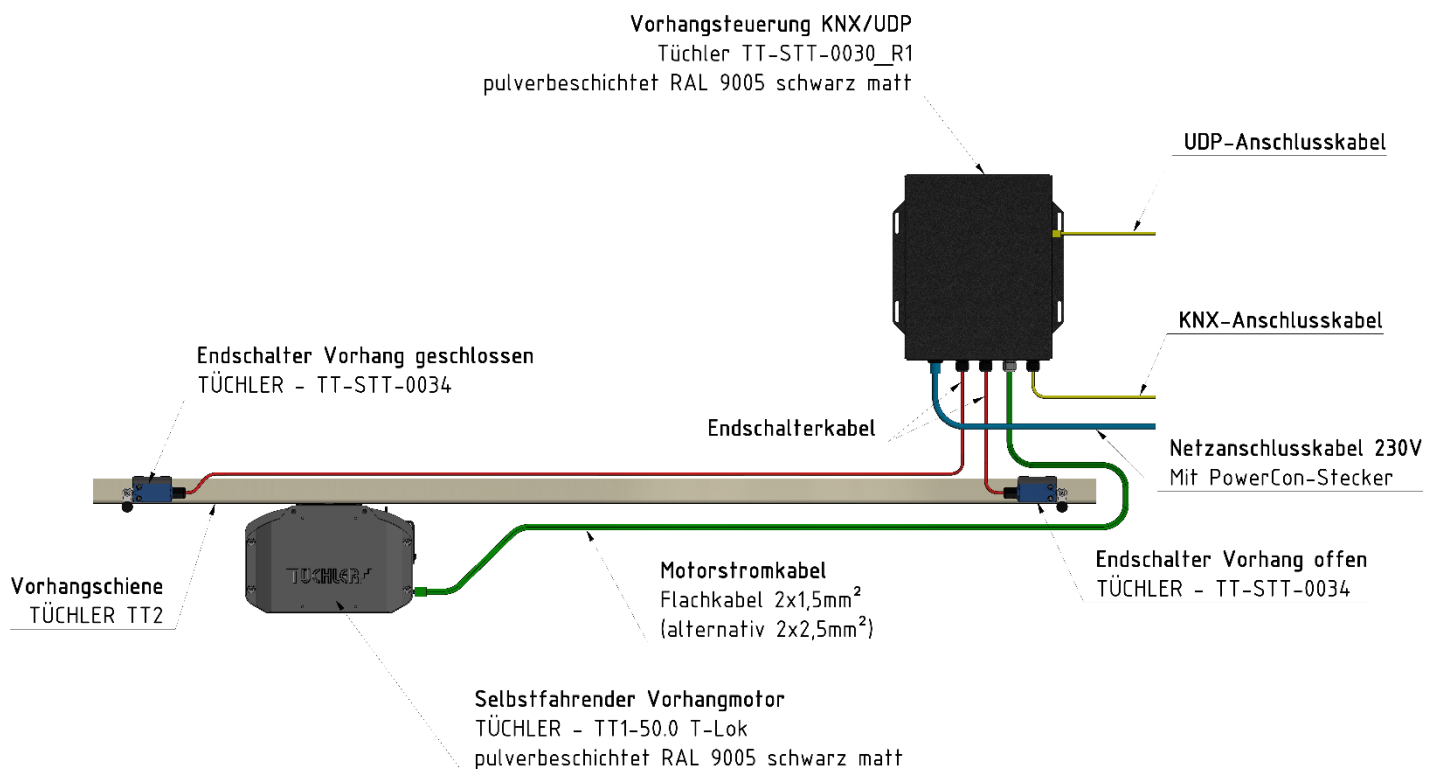 Vorhangsteuerung KNX/UDP
Tüchler TT-STT-0030_R1
pulverbeschichtet RAL 9005 schwarz matt
UDP-Anschlusskabel
KNX-Anschlusskabel
Endschalter Vorhang geschlossen
TÜCHLER - TT-STT-0034
Endschalterkabel
Netzanschlusskabel 230V
Mit PowerCon-Stecker
Vorhangschiene
TÜCHLER TT2
TÜCHLER
Motorstromkabel
Flachkabel 2x1,5mm²
(alternativ 2x2,5mm²)
Endschalter Vorhang offen
TÜCHLER - TT-STT-0034
Selbstfahrender Vorhangmotor
TÜCHLER - TT1-50.0 T-Lok
pulverbeschichtet RAL 9005 schwarz matt